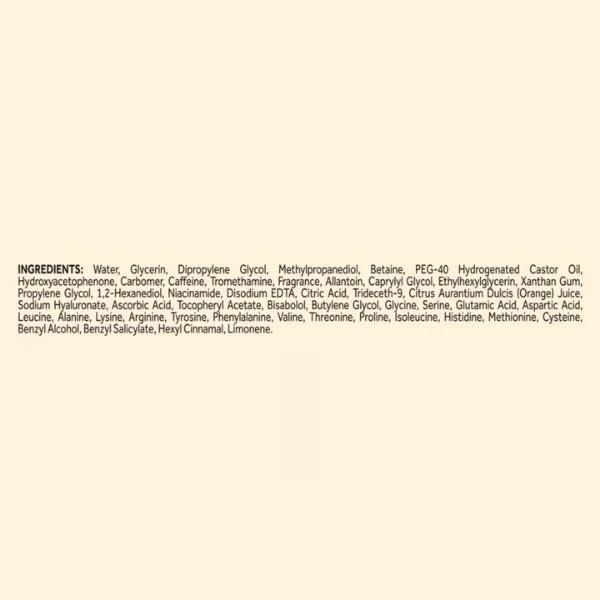 INGREDIENTS: Water, Glycerin, Dipropylene Glycol, Methylpropanediol, Betaine, PEG-40 Hydrogenated Castor Oil,
Hydroxyacetophenone, Carbomer, Caffeine, Tromethamine, Fragrance, Allantoin, Caprylyl Glycol, Ethylhexylglycerin, Xanthan Gum,
Propylene Glycol, 1,2-Hexanediol, Niacinamide, Disodium EDTA, Citric Acid, Trideceth-9, Citrus Aurantium Dulcis (Orange) Juice,
Sodium Hyaluronate, Ascorbic Acid, Tocopheryl Acetate, Bisabolol, Butylene Glycol, Glycine, Serine, Glutamic Acid, Aspartic Acid,
Leucine, Alanine, Lysine, Arginine, Tyrosine, Phenylalanine, Valine, Threonine, Proline, Isoleucine, Histidine, Methionine, Cysteine,
Benzyl Alcohol, Benzyl Salicylate, Hexyl Cinnamal, Limonene.